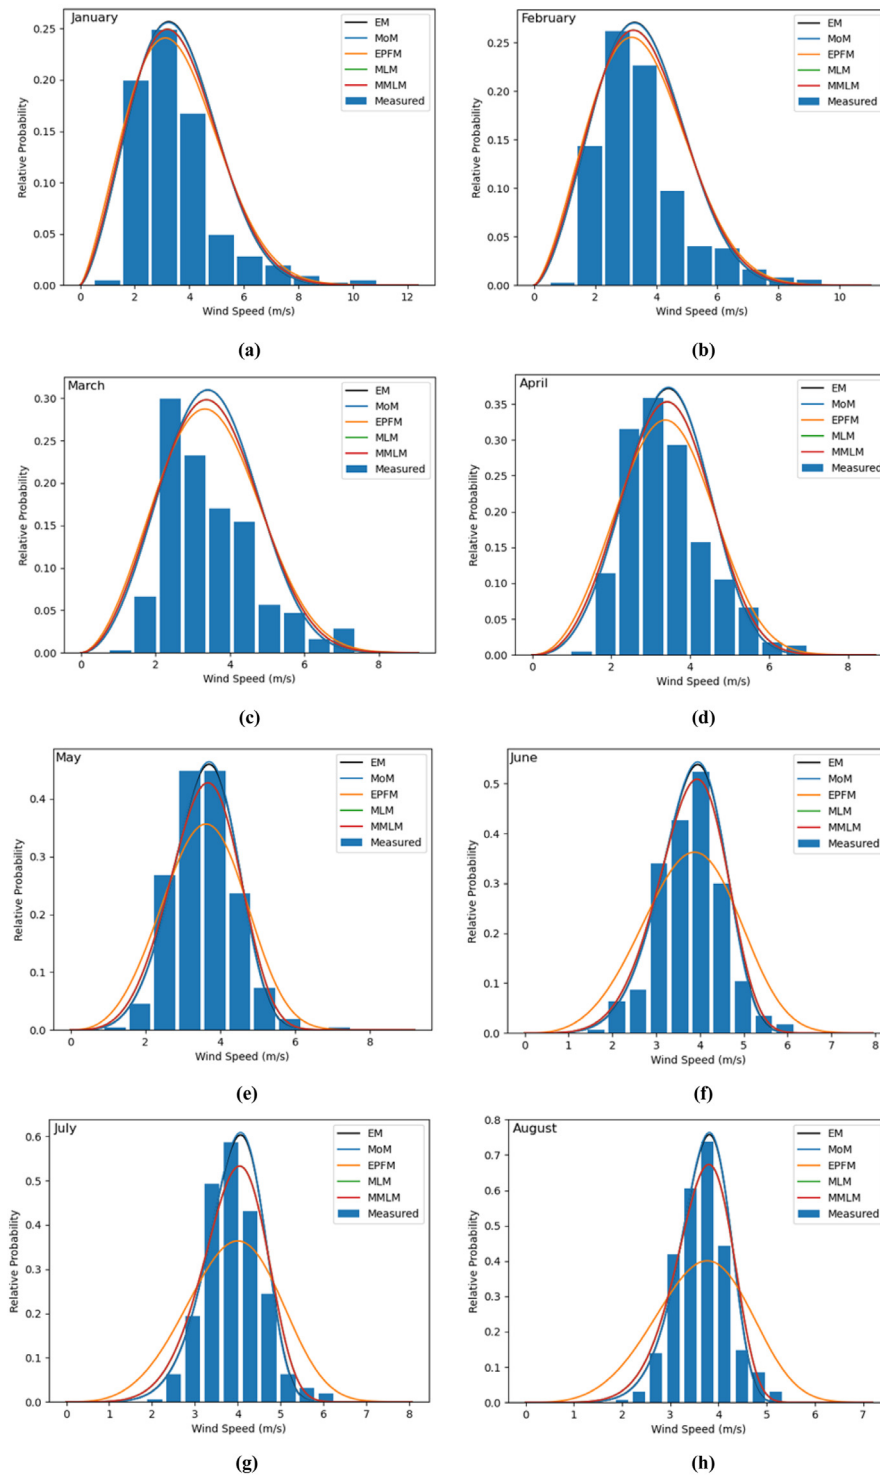 January
EM
MoM
EPFM
MLM
MMLM
Measured
Relative Probability
0.25
0.20
0.15
0.10
0.05
0.00
0 2 4 6 8 10 12
Wind Speed (m/s)
(a)
February
EM
MoM
EPFM
MLM
MMLM
Measured
Relative Probability
0.25
0.20
0.15
0.10
0.05
0.00
0 2 4 6 8 10
Wind Speed (m/s)
(b)
March
EM
MoM
EPFM
MLM
MMLM
Measured
Relative Probability
0.30
0.25
0.20
0.15
0.10
0.05
0.00
0 2 4 6 8
Wind Speed (m/s)
(c)
April
EM
MoM
EPFM
MLM
MMLM
Measured
Relative Probability
0.35
0.30
0.25
0.20
0.15
0.10
0.05
0.00
0 2 4 6 8
Wind Speed (m/s)
(d)
May
EM
MoM
EPFM
MLM
MMLM
Measured
Relative Probability
0.4
0.3
0.2
0.1
0.0
0 2 4 6 8
Wind Speed (m/s)
(e)
June
EM
MoM
EPFM
MLM
MMLM
Measured
Relative Probability
0.5
0.4
0.3
0.2
0.1
0.0
0 1 2 3 4 5 6 7 8
Wind Speed (m/s)
(f)
July
EM
MoM
EPFM
MLM
MMLM
Measured
Relative Probability
0.6
0.5
0.4
0.3
0.2
0.1
0.0
0 1 2 3 4 5 6 7 8
Wind Speed (m/s)
(g)
August
EM
MoM
EPFM
MLM
MMLM
Measured
Relative Probability
0.8
0.7
0.6
0.5
0.4
0.3
0.2
0.1
0.0
0 1 2 3 4 5 6 7
Wind Speed (m/s)
(h)